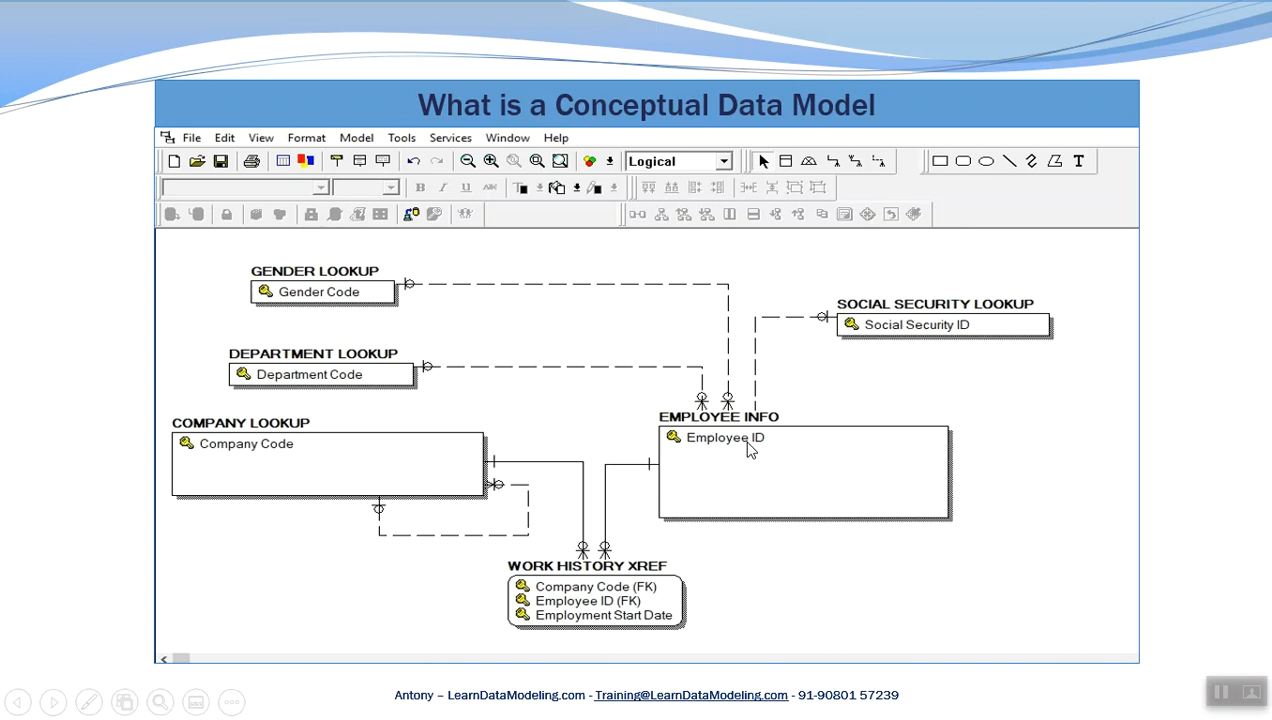 What is a Conceptual Data Model
File Edit View Format Model Tools Services Window Help
Logical
T
B I U ABC
GENDER LOOKUP
Gender Code
SOCIAL SECURITY LOOKUP
Social Security ID
DEPARTMENT LOOKUP
Department Code
COMPANY LOOKUP
Company Code
EMPLOYEE INFO
Employee ID
WORK HISTORY XREF
Company Code (FK)
Employee ID (FK)
Employment Start Date
Antony – LearnDataModeling.com - Training@LearnDataModeling.com - 91-90801 57239